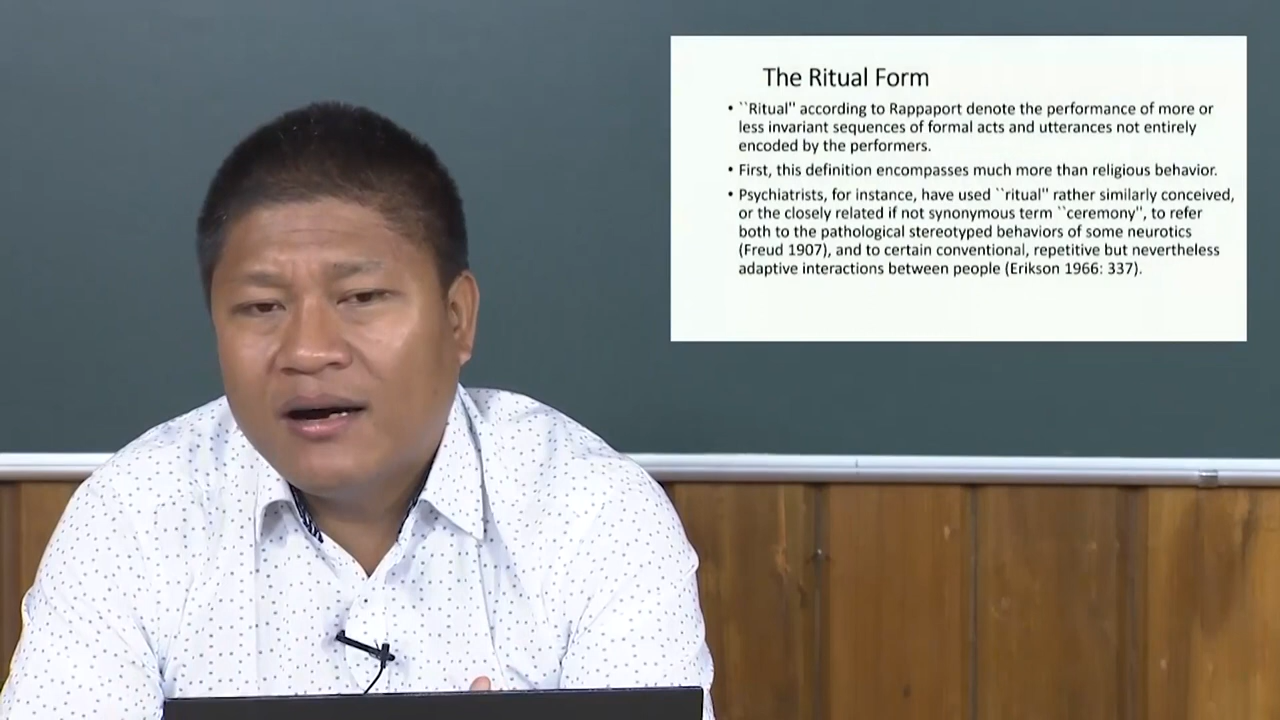 The Ritual Form
• ``Ritual'' according to Rappaport denote the performance of more or
less invariant sequences of formal acts and utterances not entirely
encoded by the performers.
• First, this definition encompasses much more than religious behavior.
• Psychiatrists, for instance, have used ``ritual'' rather similarly conceived,
or the closely related if not synonymous term ``ceremony'', to refer
both to the pathological stereotyped behaviors of some neurotics
(Freud 1907), and to certain conventional, repetitive but nevertheless
adaptive interactions between people (Erikson 1966: 337).